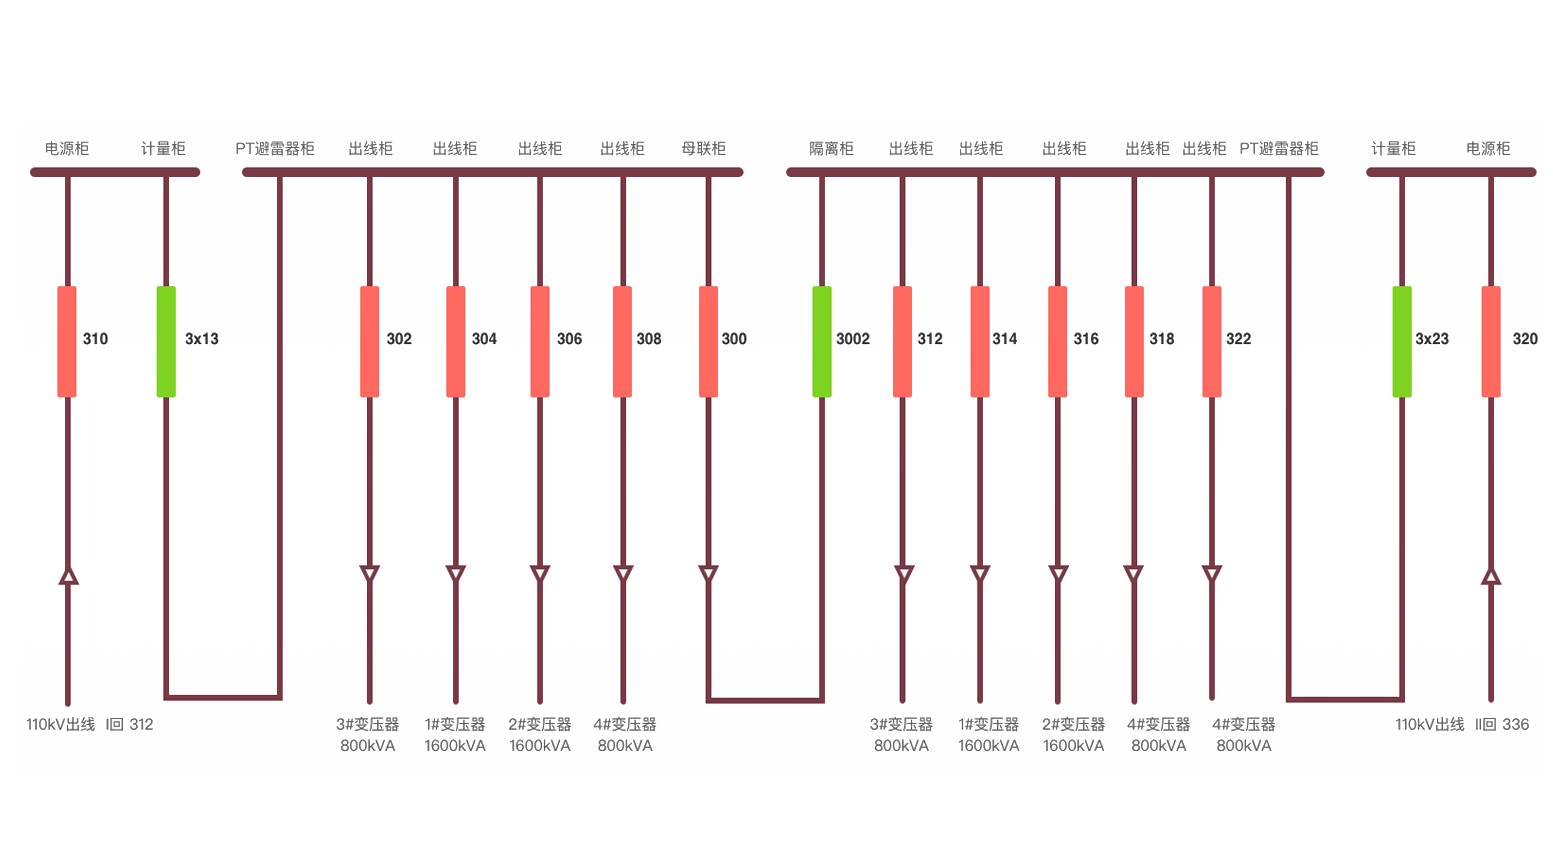 电源柜 计量柜 PT避雷器柜 出线柜 出线柜 出线柜 出线柜 母联柜 隔离柜 出线柜 出线柜 出线柜 出线柜 出线柜 PT避雷器柜 计量柜 电源柜
310 3x13 302 304 306 308 300 3002 312 314 316 318 322 3x23 320
110kV出线 I回 312 3#变压器 1#变压器 2#变压器 4#变压器 3#变压器 1#变压器 2#变压器 4#变压器 4#变压器 110kV出线 II回 336
800kVA 1600kVA 1600kVA 800kVA 800kVA 1600kVA 1600kVA 800kVA 800kVA